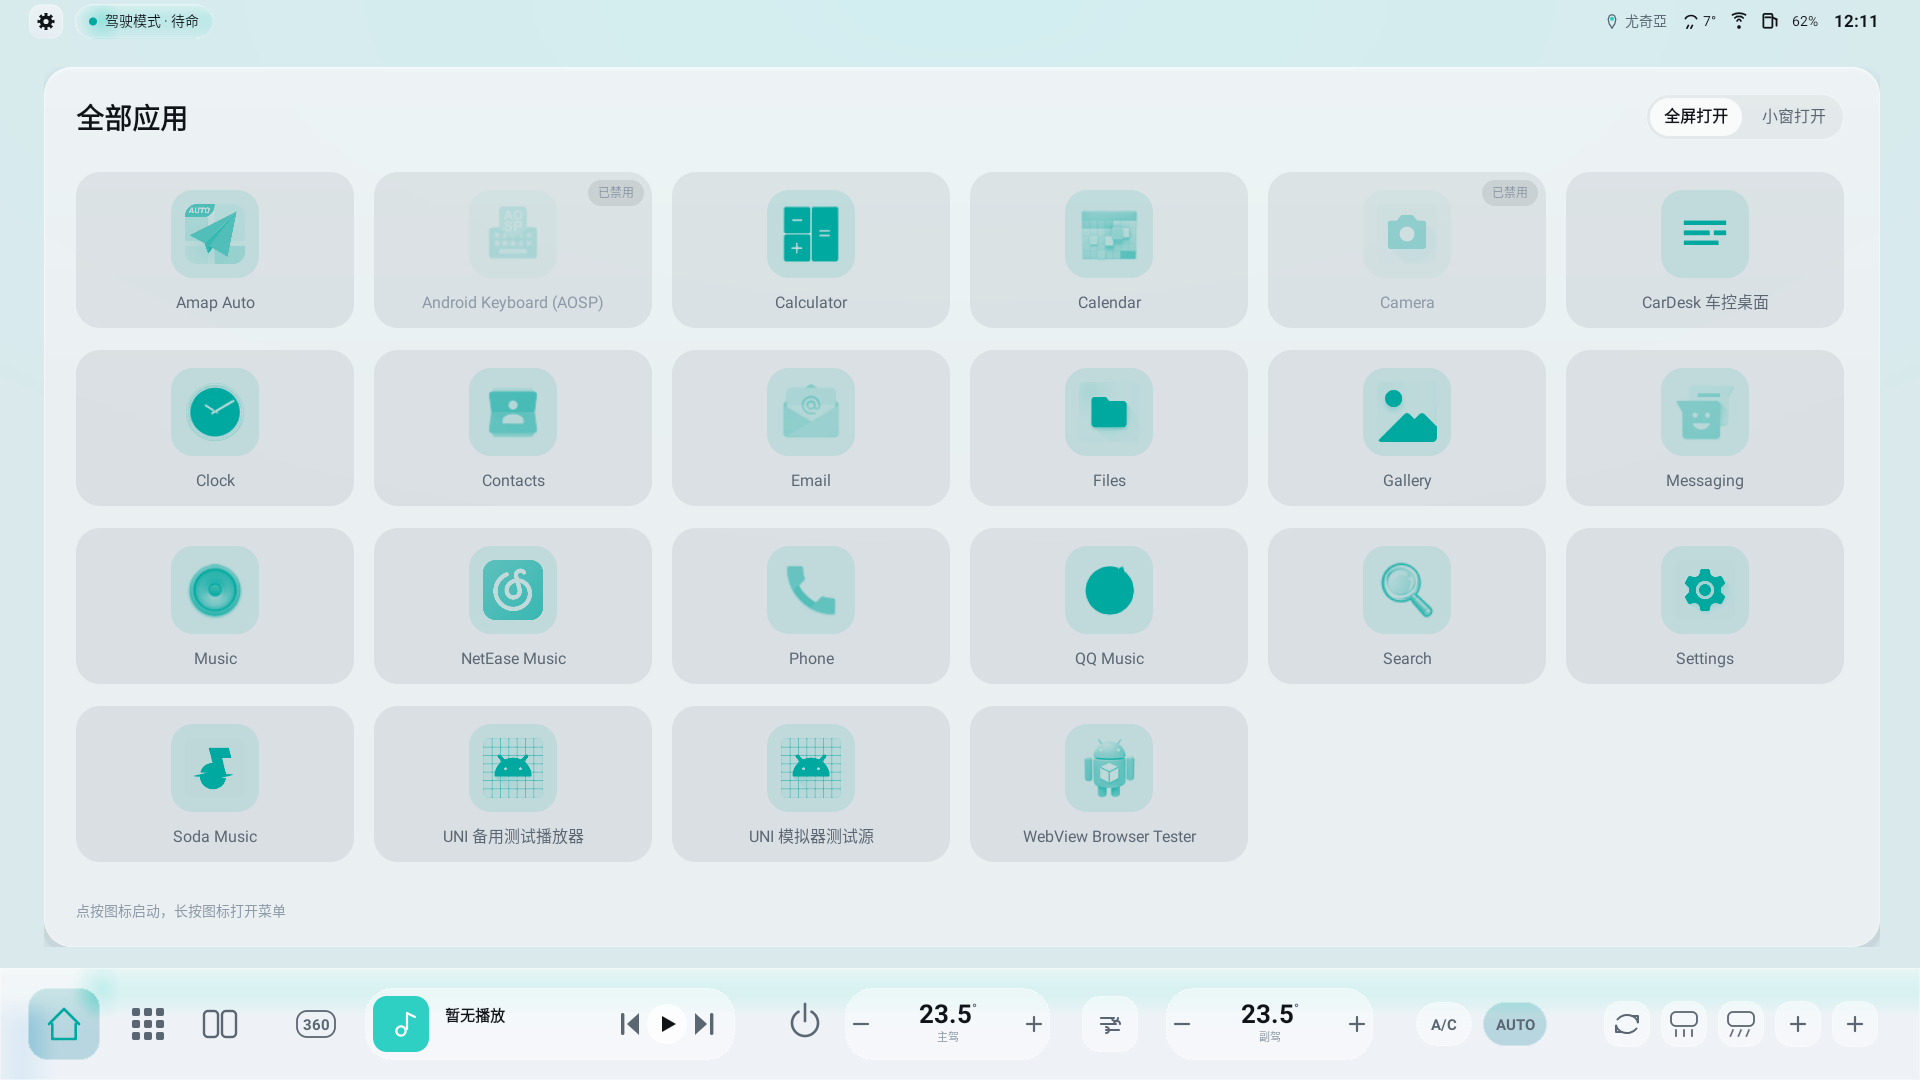 驾驶模式 · 待命
尤奇亞 7° 62% 12:11
全部应用
全屏打开 小窗打开
AUTO
Amap Auto
已禁用
AO
SP
Android Keyboard (AOSP)
Calculator
Calendar
已禁用
Camera
CarDesk 车控桌面
Clock
Contacts
Email
Files
Gallery
Messaging
Music
NetEase Music
Phone
QQ Music
Search
Settings
Soda Music
UNI 备用测试播放器
UNI 模拟器测试源
WebView Browser Tester
点按图标启动，长按图标打开菜单
360
暂无播放
23.5°
主驾
23.5°
副驾
A/C
AUTO